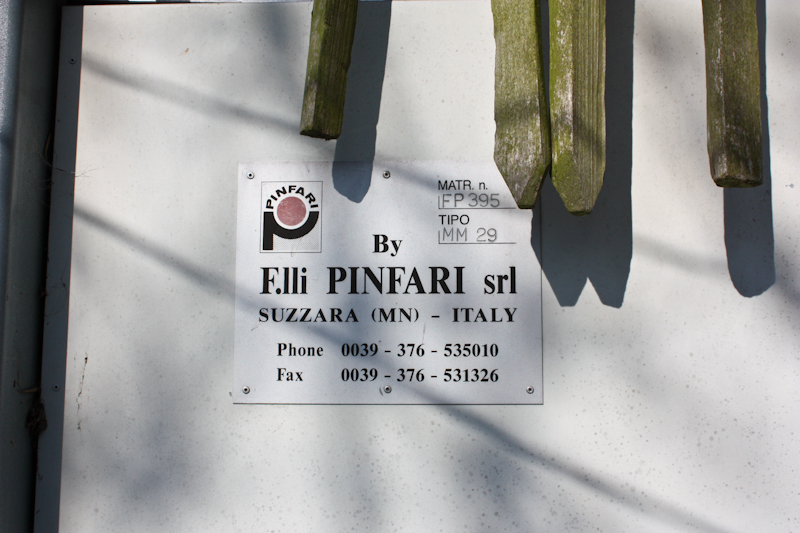 PINFARI
MATR. n.
FP 395
TIPO
MM 29
By
F.lli PINFARI srl
SUZZARA (MN) - ITALY
Phone 0039 - 376 - 535010
Fax 0039 - 376 - 531326